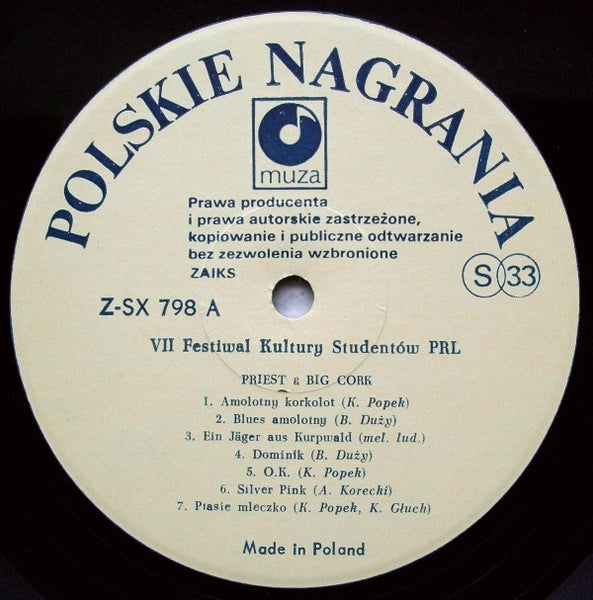 POLSKIE NAGRANIA
muza
Prawa producenta
i prawa autorskie zastrzeżone,
kopiowanie i publiczne odtwarzanie
bez zezwolenia wzbronione
ZAIKS
S 33
Z-SX 798 A
VII Festiwal Kultury Studentów PRL
PRIEST & BIG CORK
1. Amolotny korkolot (K. Popek)
2. Blues amolotny (B. Duży)
3. Ein Jäger aus Kurpwald (mel. lud.)
4. Dominik (B. Duży)
5. O.K. (K. Popek)
6. Silver Pink (A. Korecki)
7. Ptasie mleczko (K. Popek, K. Głuch)
Made in Poland